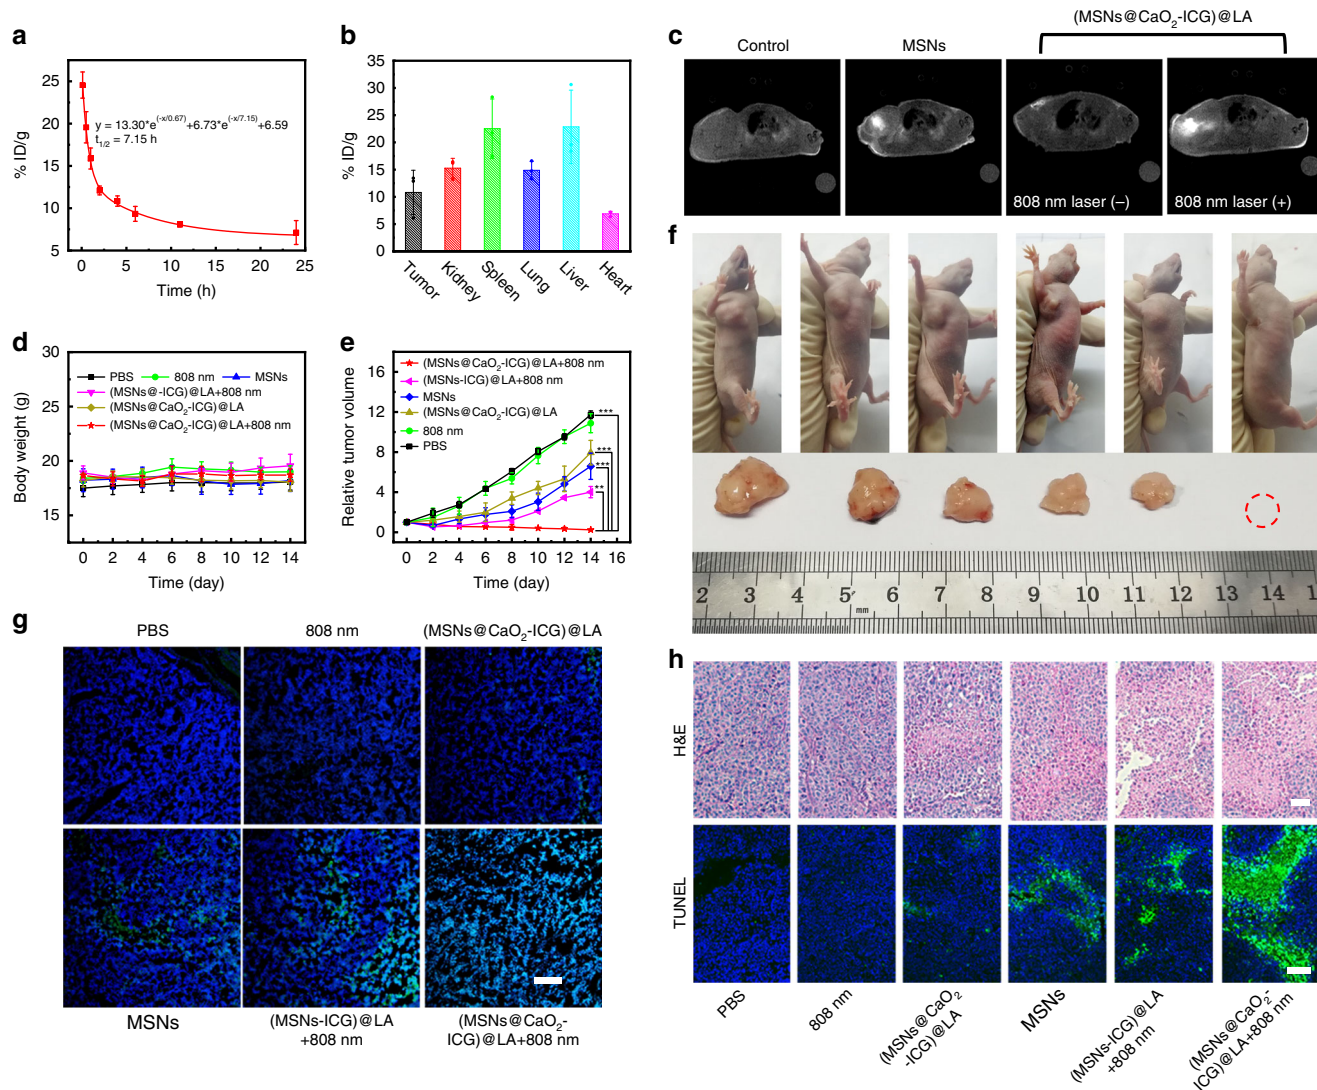 a
% ID/g
25
20
15
10
5
y = 13.30*e(-x/0.67)+6.73*e(-x/7.15)+6.59
t1/2 = 7.15 h
0 5 10 15 20 25
Time (h)
b
% ID/g
35
30
25
20
15
10
5
0
Tumor Kidney Spleen Lung Liver Heart
c
(MSNs@CaO2-ICG)@LA
Control MSNs
808 nm laser (–) 808 nm laser (+)
d
Body weight (g)
30
25
20
15
PBS 808 nm MSNs
(MSNs@-ICG)@LA+808 nm
(MSNs@CaO2-ICG)@LA
(MSNs@CaO2-ICG)@LA+808 nm
0 2 4 6 8 10 12 14
Time (day)
e
Relative tumor volume
16
12
8
4
0
(MSNs@CaO2-ICG)@LA+808 nm
(MSNs-ICG)@LA+808 nm
MSNs
(MSNs@CaO2-ICG)@LA
808 nm
PBS
***
***
***
**
0 2 4 6 8 10 12 14 16
Time (day)
f
2 3 4 5 6 7 8 9 10 11 12 13 14 1
mm
g
PBS 808 nm (MSNs@CaO2-ICG)@LA
MSNs (MSNs-ICG)@LA
+808 nm
(MSNs@CaO2-
ICG)@LA+808 nm
h
H&E
TUNEL
PBS
808 nm
(MSNs@CaO2
-ICG)@LA
MSNs
(MSNs-ICG)@LA
+808 nm
(MSNs@CaO2-
ICG)@LA+808 nm